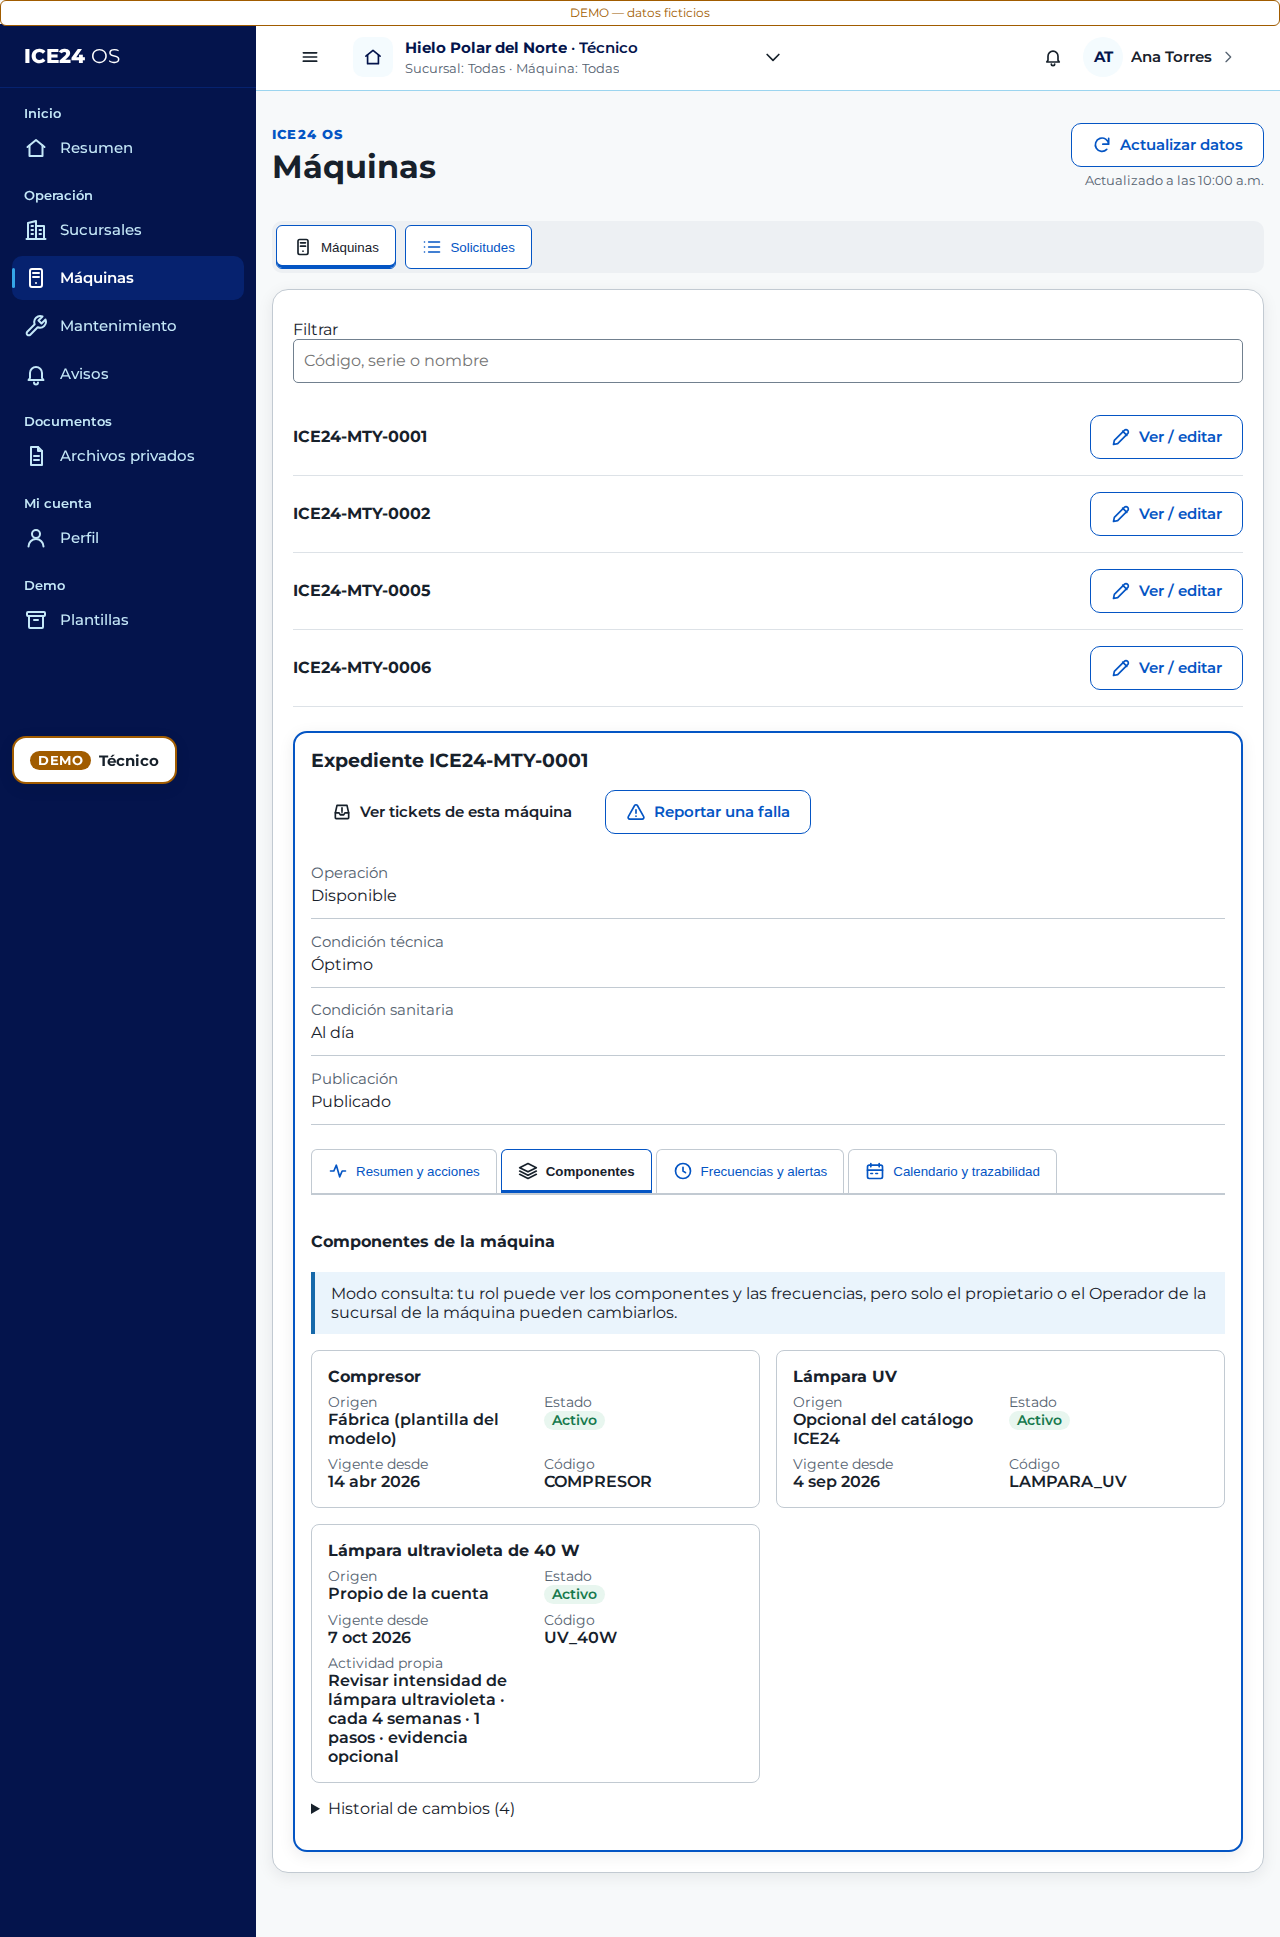 DEMO — datos ficticios
ICE24 OS
Inicio
Resumen
Operación
Sucursales
Máquinas
Mantenimiento
Avisos
Documentos
Archivos privados
Mi cuenta
Perfil
Demo
Plantillas
DEMO Técnico
Hielo Polar del Norte · Técnico
Sucursal: Todas · Máquina: Todas
AT Ana Torres
ICE24 OS
Máquinas
Actualizar datos
Actualizado a las 10:00 a.m.
Máquinas
Solicitudes
Filtrar
Código, serie o nombre
ICE24-MTY-0001
Ver / editar
ICE24-MTY-0002
Ver / editar
ICE24-MTY-0005
Ver / editar
ICE24-MTY-0006
Ver / editar
Expediente ICE24-MTY-0001
Ver tickets de esta máquina
Reportar una falla
Operación
Disponible
Condición técnica
Óptimo
Condición sanitaria
Al día
Publicación
Publicado
Resumen y acciones
Componentes
Frecuencias y alertas
Calendario y trazabilidad
Componentes de la máquina
Modo consulta: tu rol puede ver los componentes y las frecuencias, pero solo el propietario o el Operador de la
sucursal de la máquina pueden cambiarlos.
Compresor
Origen
Fábrica (plantilla del
modelo)
Estado
Activo
Vigente desde
14 abr 2026
Código
COMPRESOR
Lámpara UV
Origen
Opcional del catálogo
ICE24
Estado
Activo
Vigente desde
4 sep 2026
Código
LAMPARA_UV
Lámpara ultravioleta de 40 W
Origen
Propio de la cuenta
Estado
Activo
Vigente desde
7 oct 2026
Código
UV_40W
Actividad propia
Revisar intensidad de
lámpara ultravioleta ·
cada 4 semanas · 1
pasos · evidencia
opcional
Historial de cambios (4)